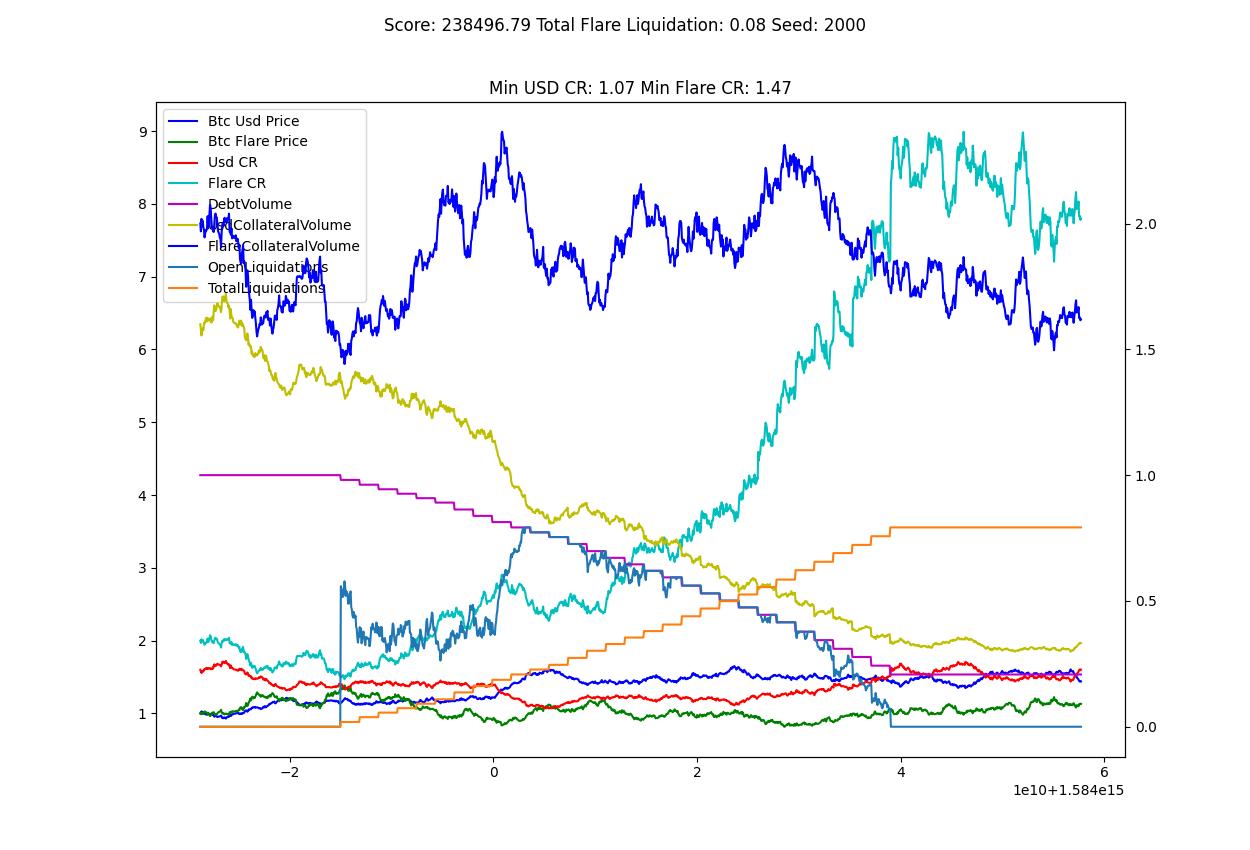 Score: 238496.79 Total Flare Liquidation: 0.08 Seed: 2000
Min USD CR: 1.07 Min Flare CR: 1.47
Btc Usd Price
Btc Flare Price
Usd CR
Flare CR
DebtVolume
UsdCollateralVolume
FlareCollateralVolume
OpenLiquidations
TotalLiquidations
9
8
7
6
5
4
3
2
1
2.0
1.5
1.0
0.5
0.0
−2
0
2
4
6
1e10+1.584e15